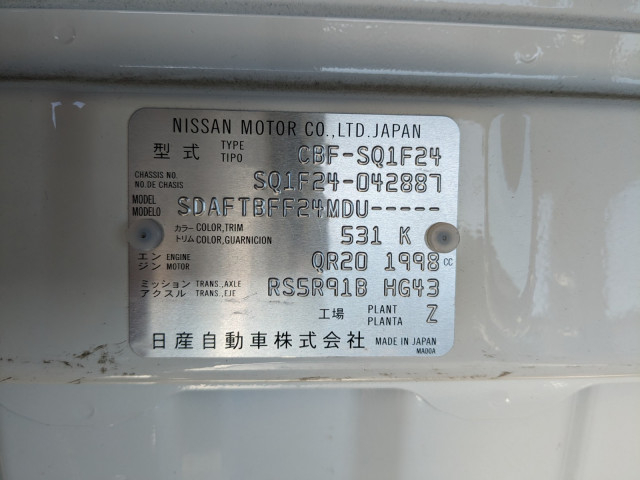 NISSAN MOTOR CO.,LTD.JAPAN
型式 TYPE TIPO CBF-SQ1F24
CHASSIS NO. NO.DE CHASIS SQ1F24-042887
MODEL MODELO SDAFTBFF24MDU-----
カラー COLOR,TRIM トリム COLOR,GUARNICION 531 K
エンジン ENGINE MOTOR QR20 1998 CC
ミッション TRANS.,AXLE アクスル TRANS.,EJE RS5R91B HG43
工場 PLANT PLANTA Z
日産自動車株式会社 MADE IN JAPAN
MA00A